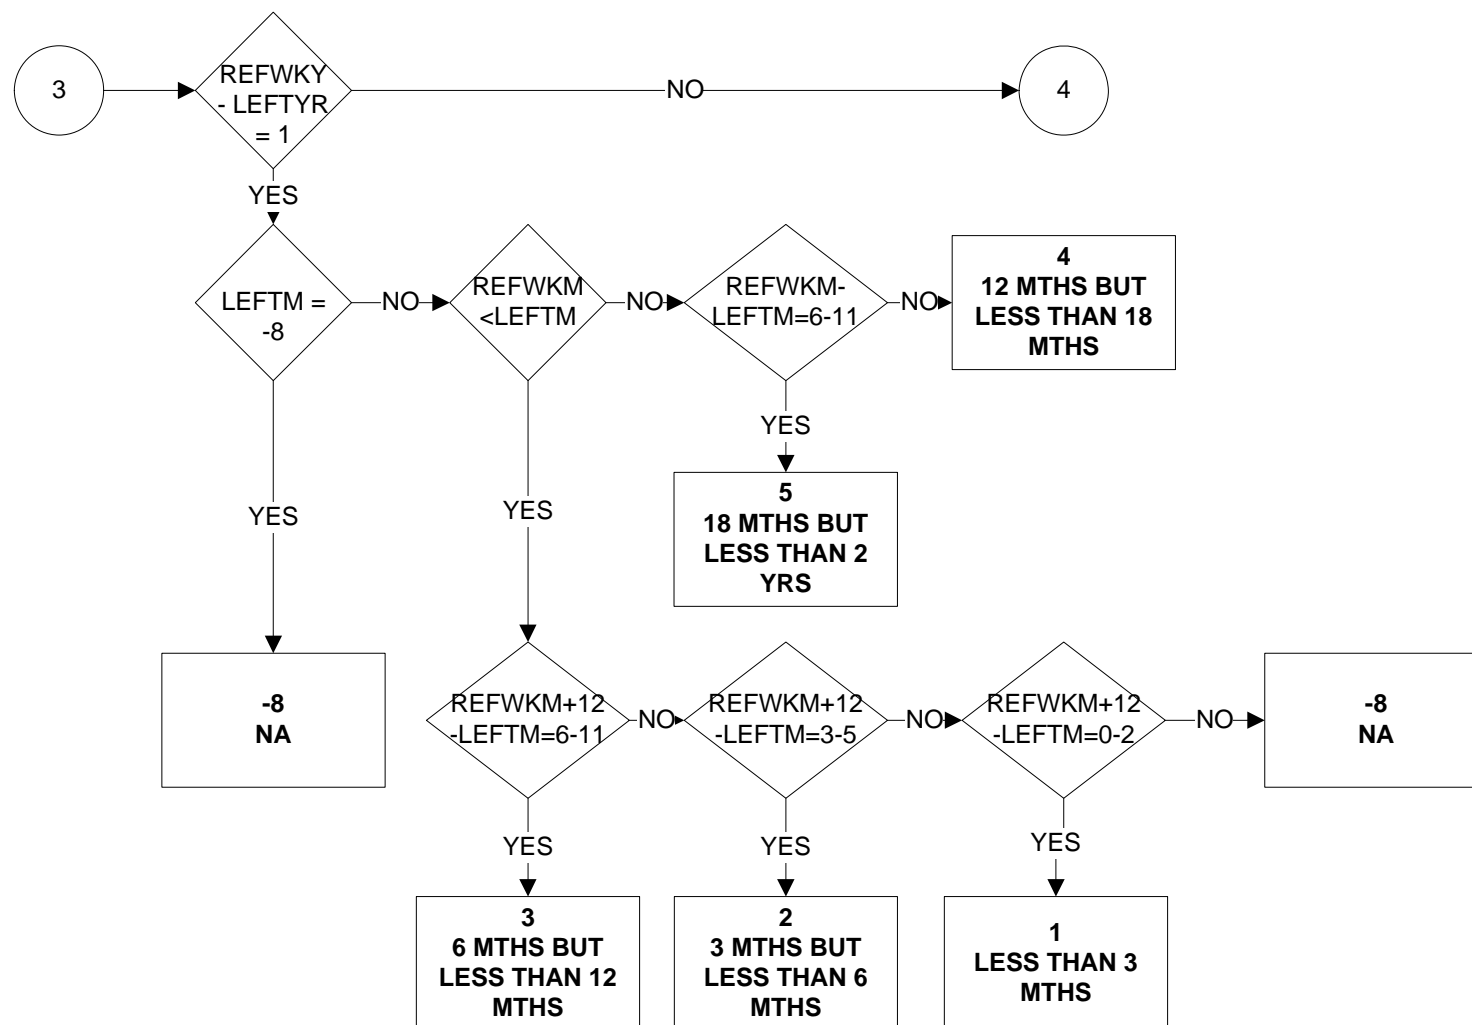 3
REFWKY
- LEFTYR
= 1
NO
4
YES
LEFTM =
-8
NO
REFWKM
<LEFTM
NO
REFWKM-
LEFTM=6-11
NO
4
12 MTHS BUT
LESS THAN 18
MTHS
YES
YES
YES
5
18 MTHS BUT
LESS THAN 2
YRS
-8
NA
REFWKM+12
-LEFTM=6-11
NO
REFWKM+12
-LEFTM=3-5
NO
REFWKM+12
-LEFTM=0-2
NO
-8
NA
YES
YES
YES
3
6 MTHS BUT
LESS THAN 12
MTHS
2
3 MTHS BUT
LESS THAN 6
MTHS
1
LESS THAN 3
MTHS